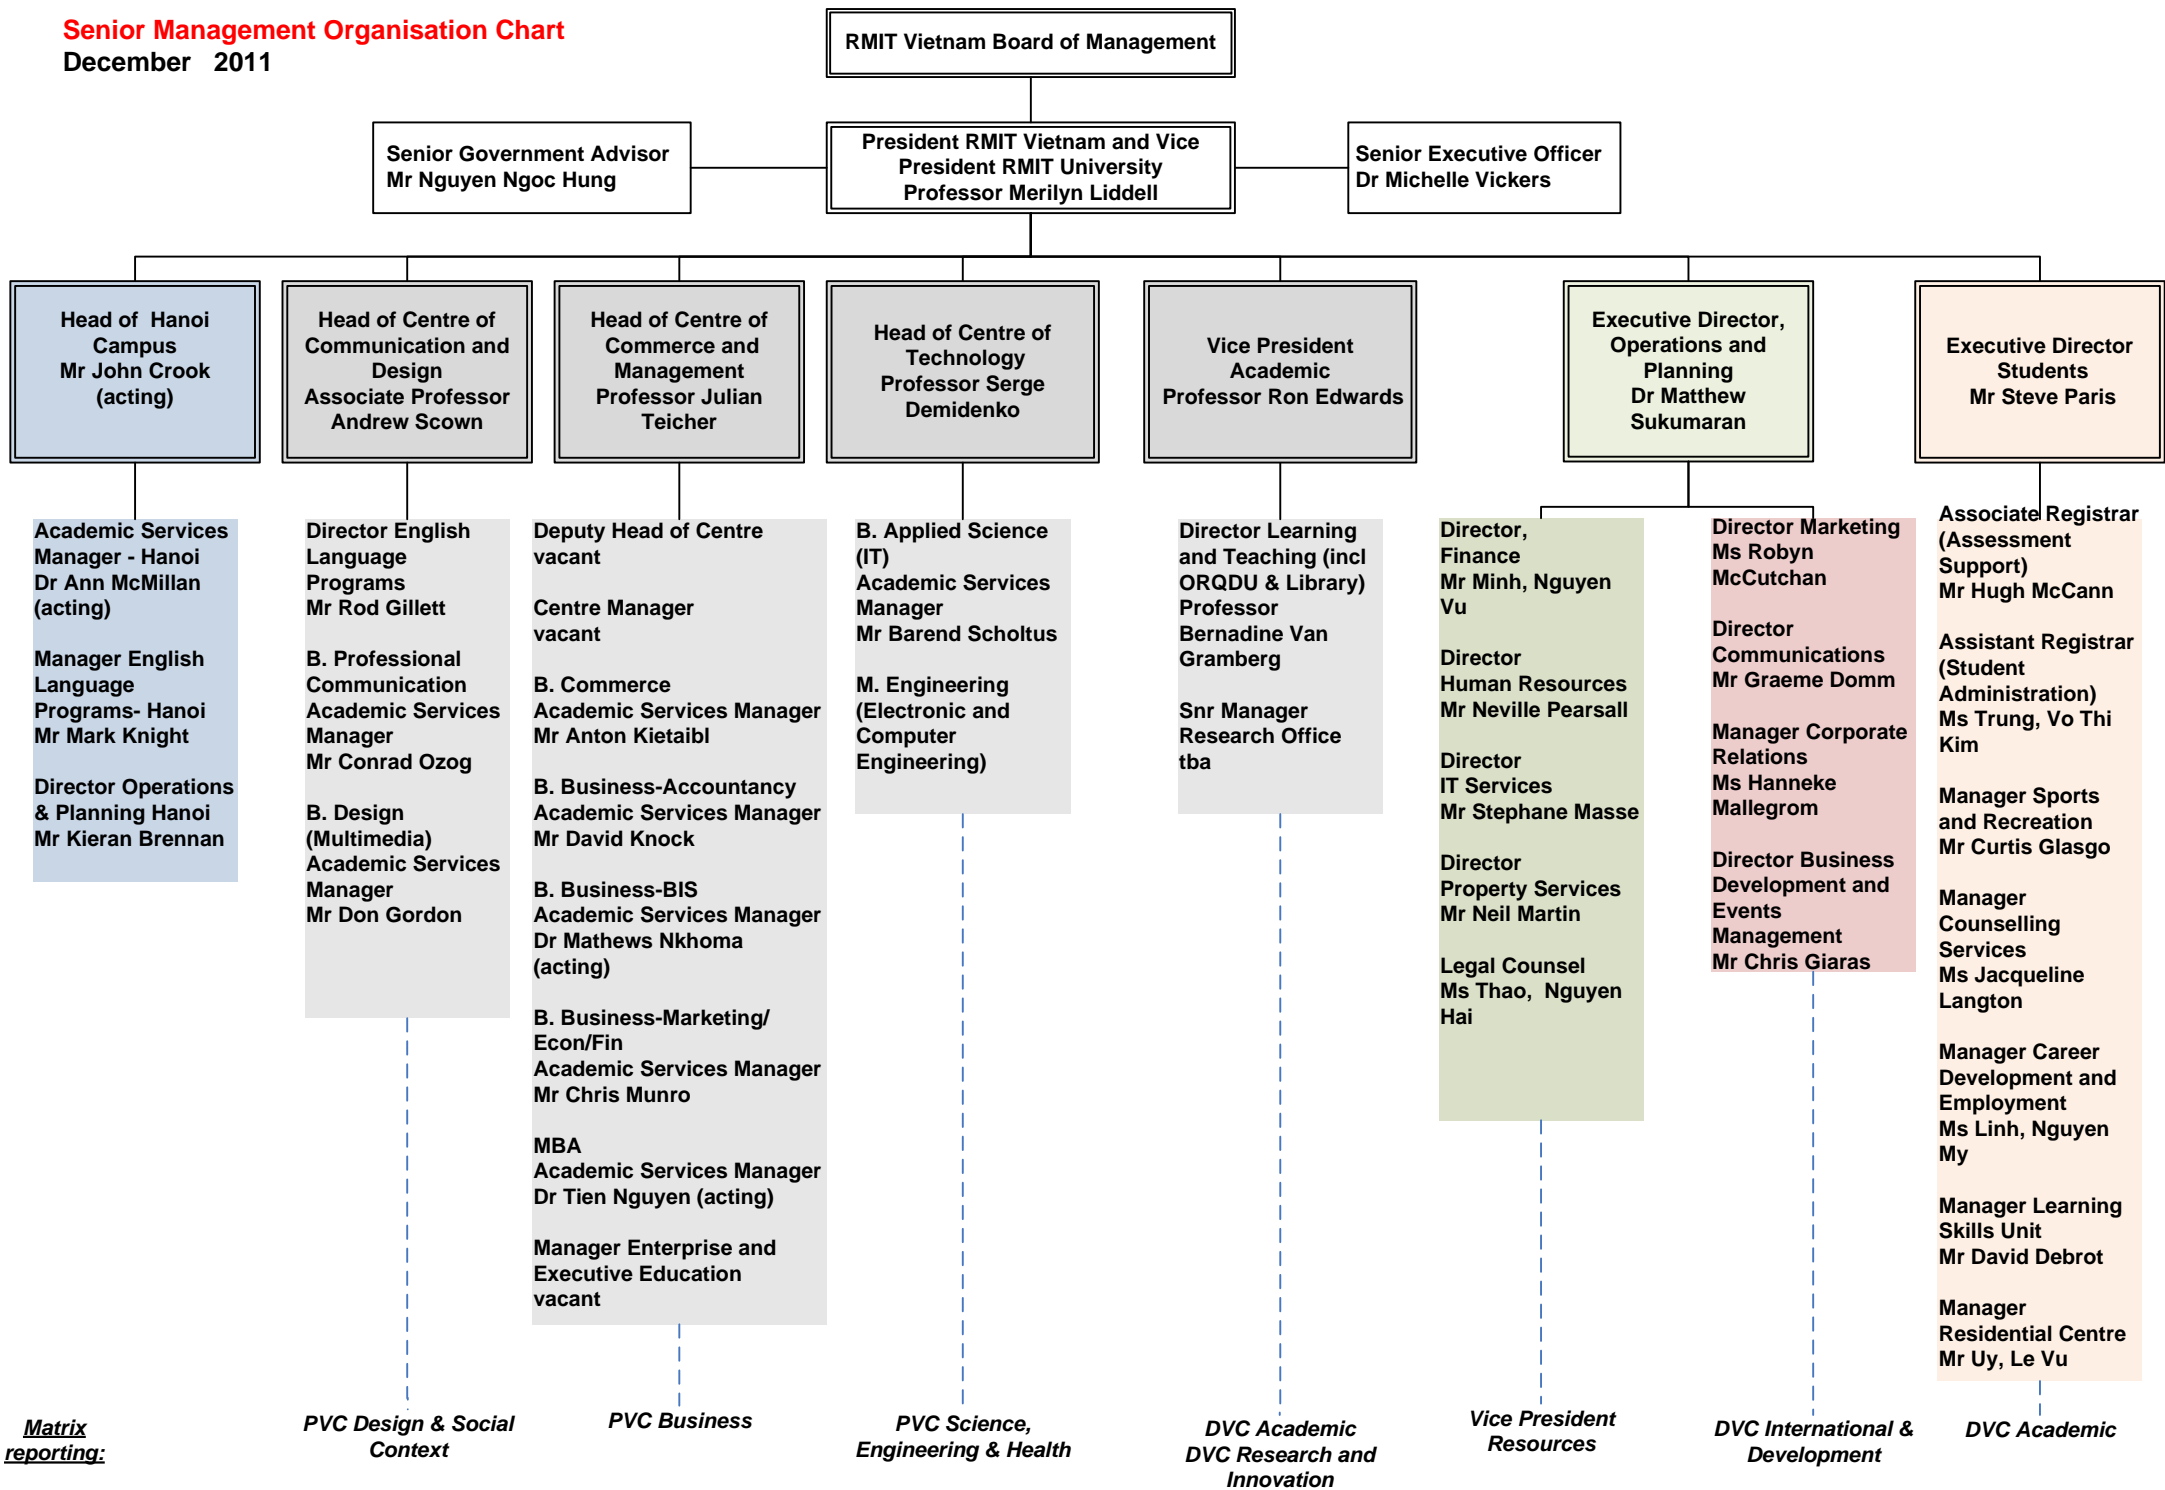 Senior Management Organisation Chart
December 2011
RMIT Vietnam Board of Management
Senior Government Advisor
Mr Nguyen Ngoc Hung
President RMIT Vietnam and Vice
President RMIT University
Professor Merilyn Liddell
Senior Executive Officer
Dr Michelle Vickers
Head of Hanoi
Campus
Mr John Crook
(acting)
Head of Centre of
Communication and
Design
Associate Professor
Andrew Scown
Head of Centre of
Commerce and
Management
Professor Julian
Teicher
Head of Centre of
Technology
Professor Serge
Demidenko
Vice President
Academic
Professor Ron Edwards
Executive Director,
Operations and
Planning
Dr Matthew
Sukumaran
Executive Director
Students
Mr Steve Paris
Academic Services
Manager - Hanoi
Dr Ann McMillan
(acting)
Manager English
Language
Programs- Hanoi
Mr Mark Knight
Director Operations
& Planning Hanoi
Mr Kieran Brennan
Director English
Language
Programs
Mr Rod Gillett
B. Professional
Communication
Academic Services
Manager
Mr Conrad Ozog
B. Design
(Multimedia)
Academic Services
Manager
Mr Don Gordon
Deputy Head of Centre
vacant
Centre Manager
vacant
B. Commerce
Academic Services Manager
Mr Anton Kietaibl
B. Business-Accountancy
Academic Services Manager
Mr David Knock
B. Business-BIS
Academic Services Manager
Dr Mathews Nkhoma
(acting)
B. Business-Marketing/
Econ/Fin
Academic Services Manager
Mr Chris Munro
MBA
Academic Services Manager
Dr Tien Nguyen (acting)
Manager Enterprise and
Executive Education
vacant
B. Applied Science
(IT)
Academic Services
Manager
Mr Barend Scholtus
M. Engineering
(Electronic and
Computer
Engineering)
Director Learning
and Teaching (incl
ORQDU & Library)
Professor
Bernadine Van
Gramberg
Snr Manager
Research Office
tba
Director,
Finance
Mr Minh, Nguyen
Vu
Director
Human Resources
Mr Neville Pearsall
Director
IT Services
Mr Stephane Masse
Director
Property Services
Mr Neil Martin
Legal Counsel
Ms Thao, Nguyen
Hai
Director Marketing
Ms Robyn
McCutchan
Director
Communications
Mr Graeme Domm
Manager Corporate
Relations
Ms Hanneke
Mallegrom
Director Business
Development and
Events
Management
Mr Chris Giaras
Associate Registrar
(Assessment
Support)
Mr Hugh McCann
Assistant Registrar
(Student
Administration)
Ms Trung, Vo Thi
Kim
Manager Sports
and Recreation
Mr Curtis Glasgo
Manager
Counselling
Services
Ms Jacqueline
Langton
Manager Career
Development and
Employment
Ms Linh, Nguyen
My
Manager Learning
Skills Unit
Mr David Debrot
Manager
Residential Centre
Mr Uy, Le Vu
Matrix
reporting:
PVC Design & Social
Context
PVC Business
PVC Science,
Engineering & Health
DVC Academic
DVC Research and
Innovation
Vice President
Resources
DVC International &
Development
DVC Academic